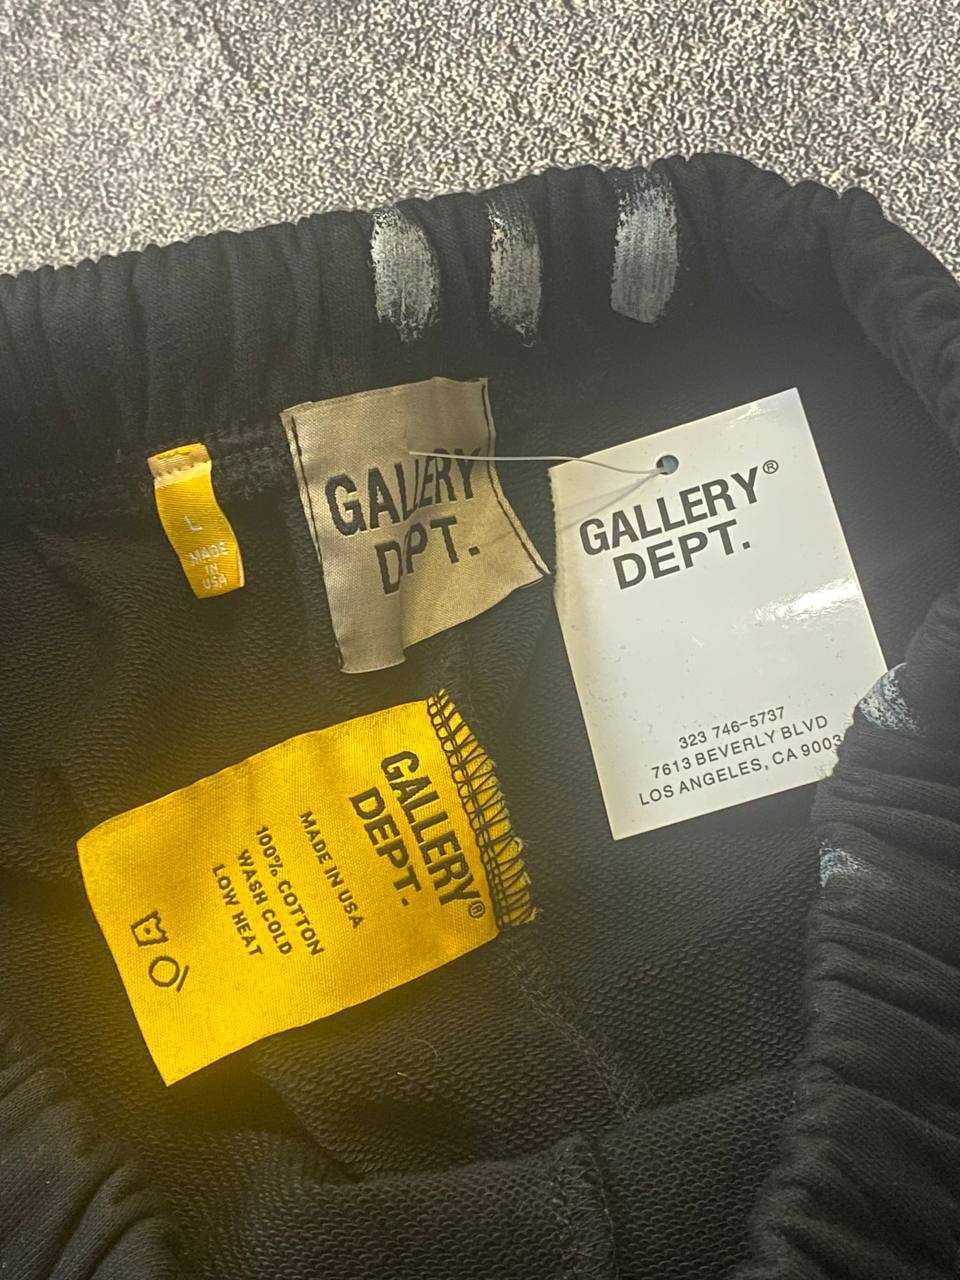 L
MADE
IN
USA
GALLERY
DEPT.
GALLERY®
DEPT.
323 746-5737
7613 BEVERLY BLVD
LOS ANGELES, CA 9003
GALLERY®
DEPT.
MADE IN USA
100% COTTON
WASH COLD
LOW HEAT